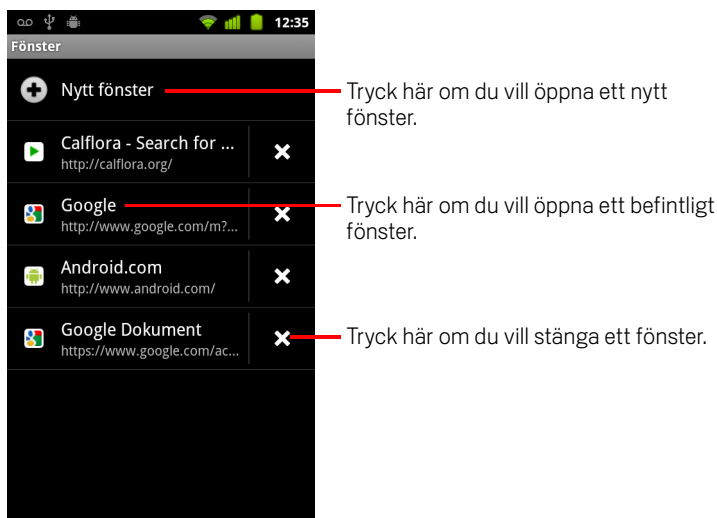 12:35
Fönster
Nytt fönster
Tryck här om du vill öppna ett nytt
fönster.
Calflora - Search for ...
http://calflora.org/
Google
http://www.google.com/m?...
Tryck här om du vill öppna ett befintligt
fönster.
Android.com
http://www.android.com/
Google Dokument
https://www.google.com/ac...
Tryck här om du vill stänga ett fönster.